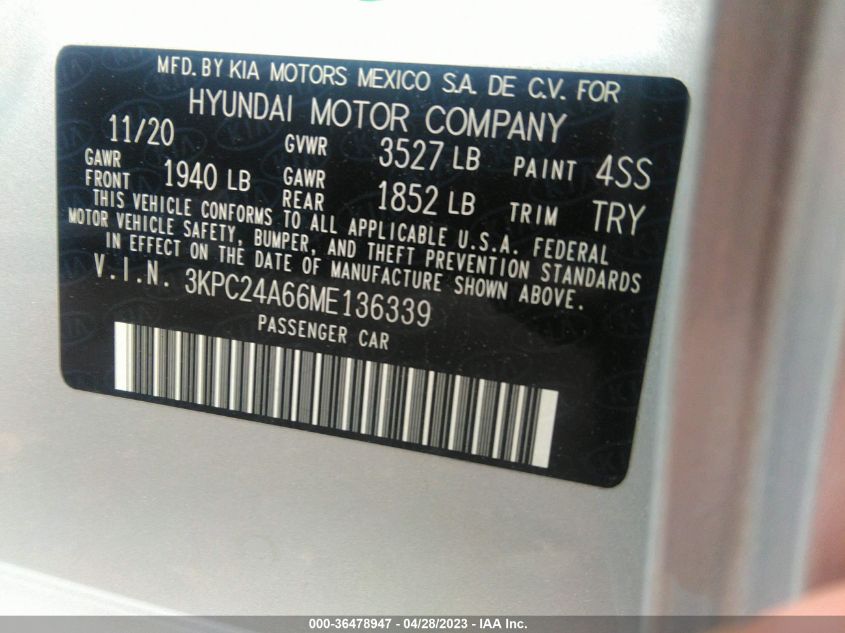 MFD. BY KIA MOTORS MEXICO S.A. DE C.V. FOR
HYUNDAI MOTOR COMPANY
11/20 GVWR 3527 LB PAINT 4SS
GAWR FRONT 1940 LB GAWR REAR 1852 LB TRIM TRY
THIS VEHICLE CONFORMS TO ALL APPLICABLE U.S.A. FEDERAL
MOTOR VEHICLE SAFETY, BUMPER, AND THEFT PREVENTION STANDARDS
IN EFFECT ON THE DATE OF MANUFACTURE SHOWN ABOVE.
V.I.N. 3KPC24A66ME136339
PASSENGER CAR
000-36478947 - 04/28/2023 - IAA Inc.